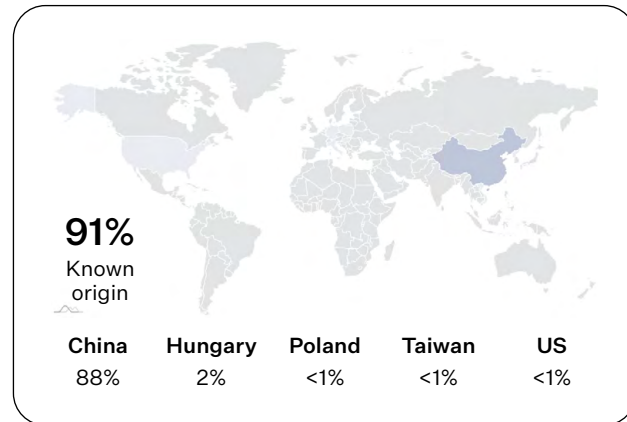 91%
Known
origin
China Hungary Poland Taiwan US
88% 2% <1% <1% <1%